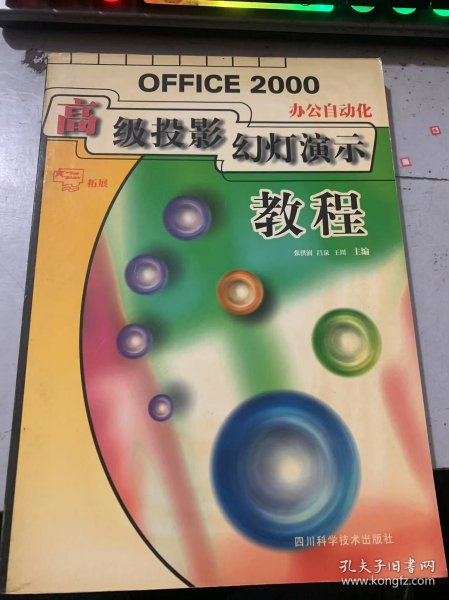 OFFICE 2000
办公自动化
高级投影幻灯演示
教程
拓展
张洪润 吕泉 王周 主编
四川科学技术出版社
孔夫子旧书网
www.kongfz.com